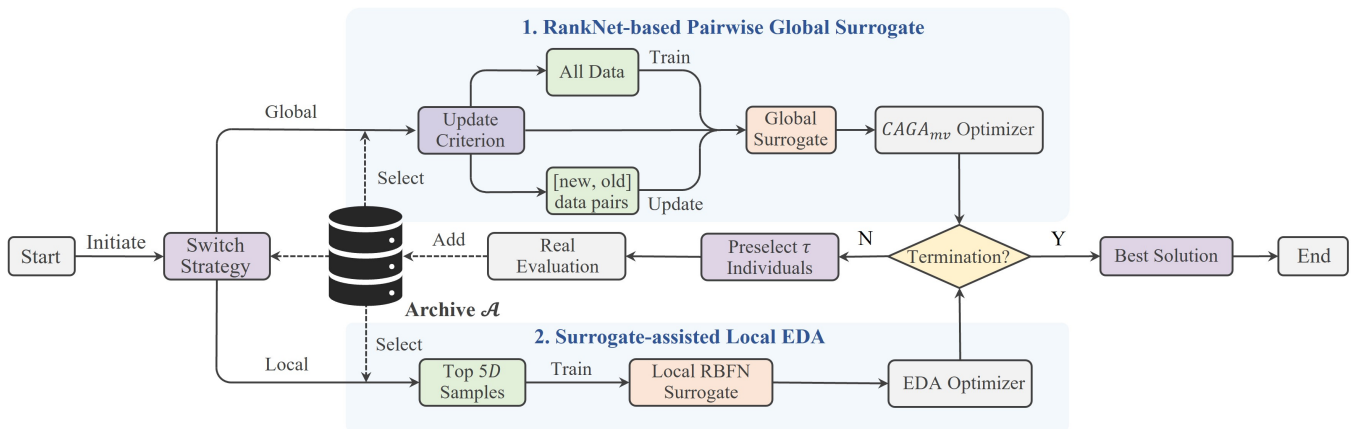 1. RankNet-based Pairwise Global Surrogate
All Data
Train
Global
Update
Criterion
Global
Surrogate
$CAGA_{mv}$ Optimizer
Select
[new, old]
data pairs
Update
Start
Initiate
Switch
Strategy
Add
Real
Evaluation
Preselect τ
Individuals
N
Termination?
Y
Best Solution
End
Archive 𝒜
2. Surrogate-assisted Local EDA
Select
Local
Top 5D
Samples
Train
Local RBFN
Surrogate
EDA Optimizer